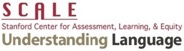 SCALE
Stanford Center for Assessment, Learning, & Equity
Understanding Language